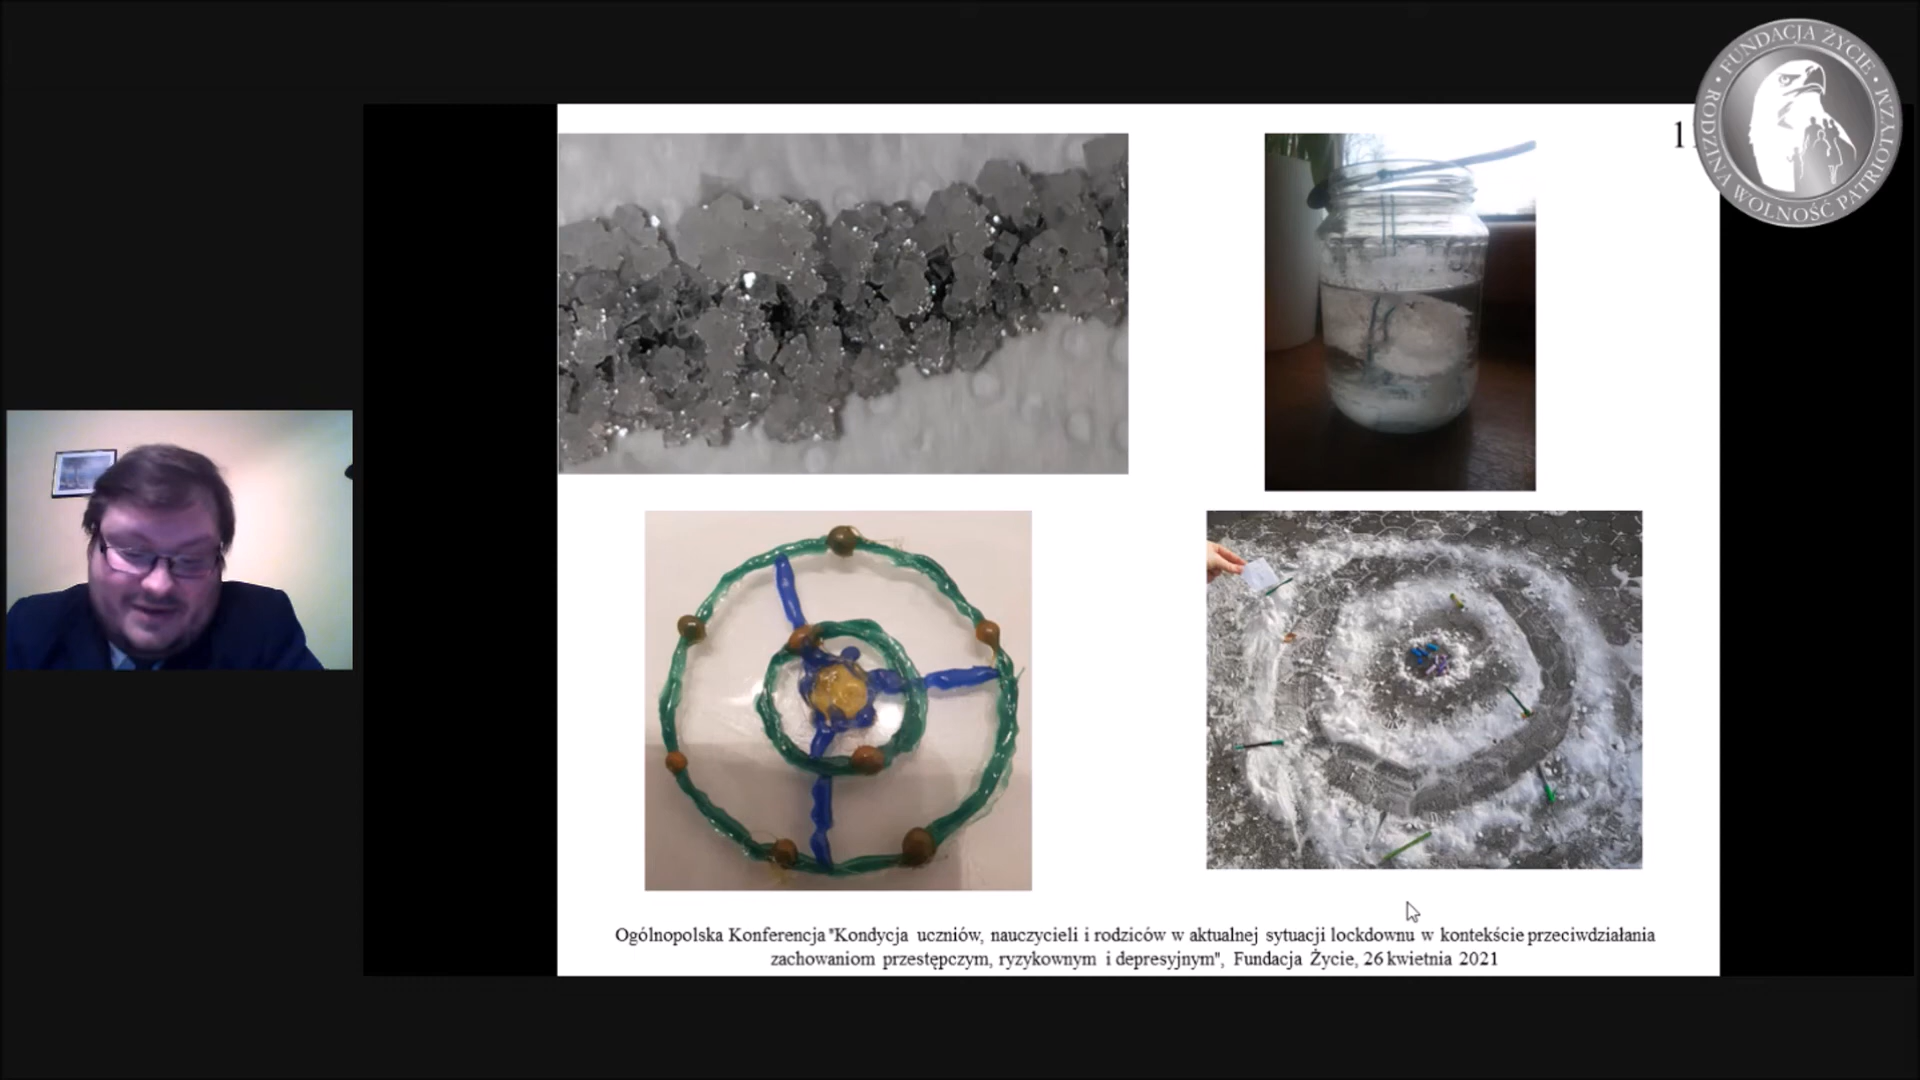 FUNDACJA ŻYCIE
RODZINA WOLNOŚĆ PATRIOTYZM
Ogólnopolska Konferencja "Kondycja uczniów, nauczycieli i rodziców w aktualnej sytuacji lockdownu w kontekście przeciwdziałania
zachowaniom przestępczym, ryzykownym i depresyjnym", Fundacja Życie, 26 kwietnia 2021